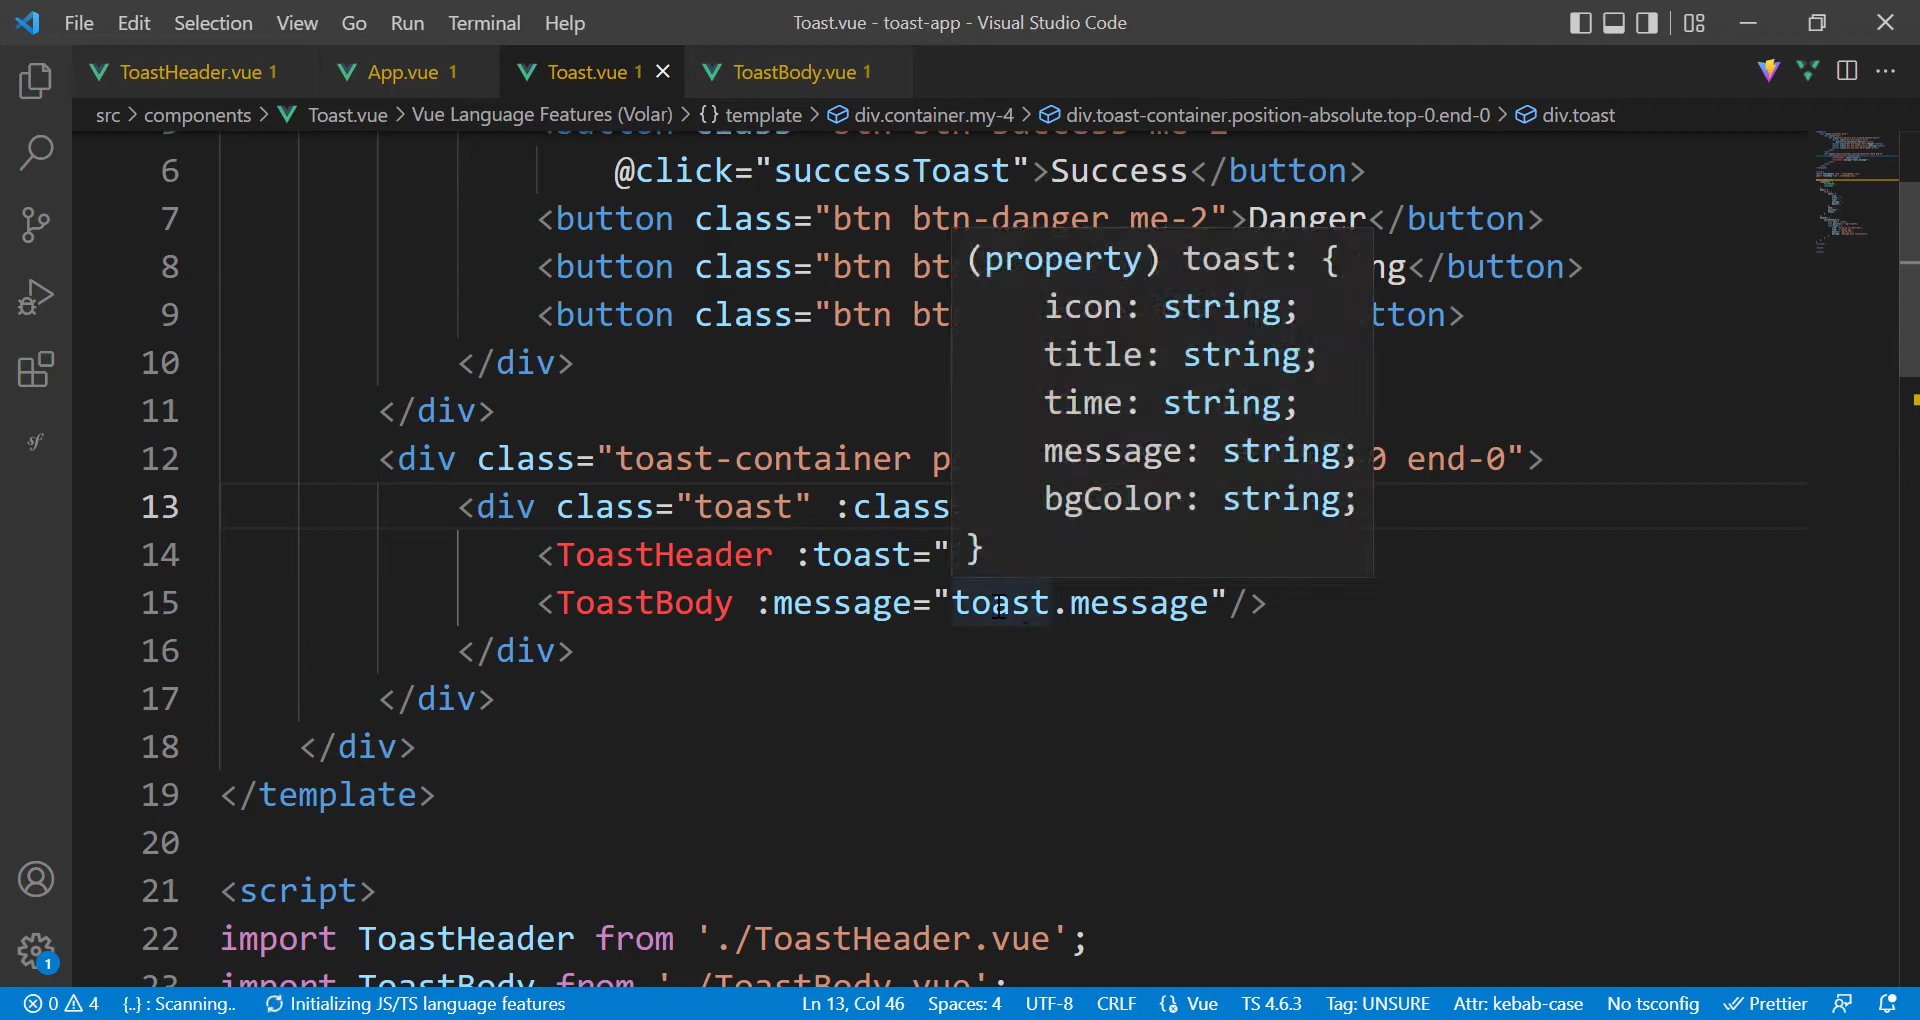 File Edit Selection View Go Run Terminal Help Toast.vue - toast-app - Visual Studio Code
ToastHeader.vue 1 App.vue 1 Toast.vue 1 ToastBody.vue 1
src > components > Toast.vue > Vue Language Features (Volar) > {} template > div.container.my-4 > div.toast-container.position-absolute.top-0.end-0 > div.toast
6 @click="successToast">Success</button>
7 <button class="btn btn-danger me-2">Danger</button>
(property) toast: {
8 <button class="btn bt ng</button>
icon: string;
9 <button class="btn bt tton>
title: string;
10 </div>
time: string;
11 </div>
message: string;
12 <div class="toast-container p 0 end-0">
bgColor: string;
13 <div class="toast" :class
}
14 <ToastHeader :toast="
15 <ToastBody :message="toast.message"/>
16 </div>
17 </div>
18 </div>
19 </template>
20
21 <script>
22 import ToastHeader from './ToastHeader.vue';
23 import ToastBody from './ToastBody.vue';
1
0 4 {..} : Scanning.. Initializing JS/TS language features Ln 13, Col 46 Spaces: 4 UTF-8 CRLF Vue TS 4.6.3 Tag: UNSURE Attr: kebab-case No tsconfig Prettier